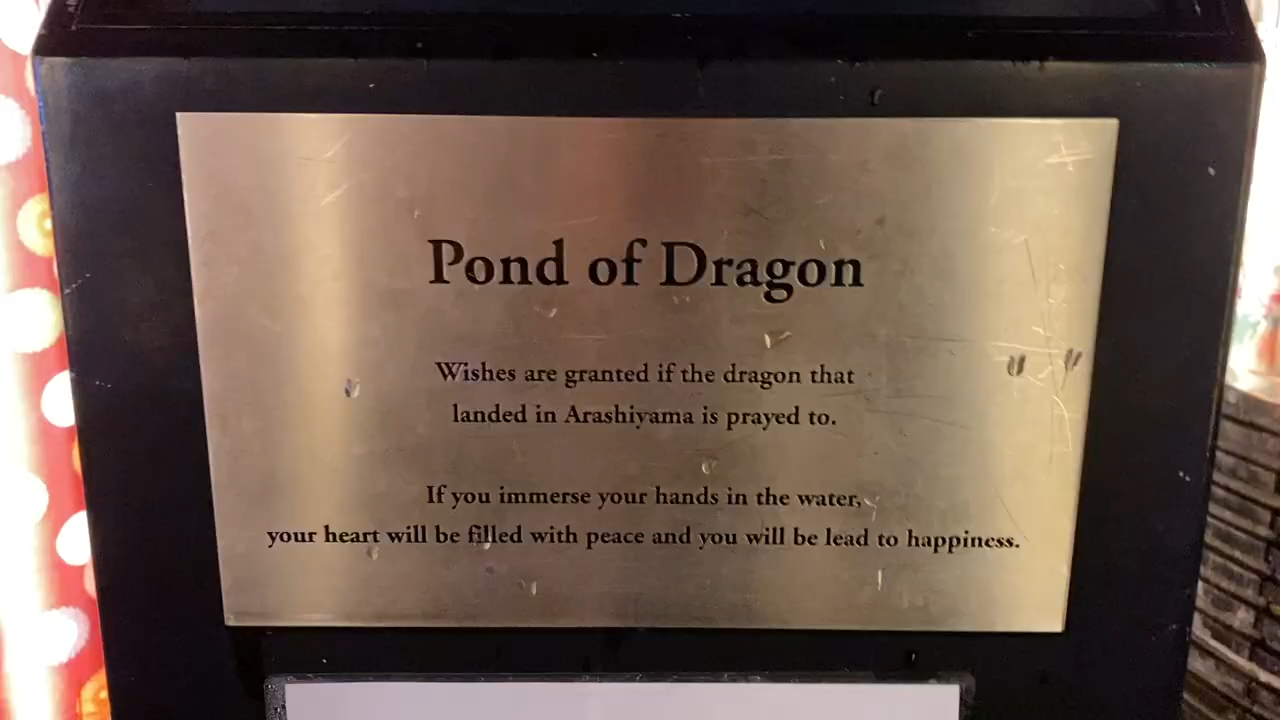 Pond of Dragon
Wishes are granted if the dragon that
landed in Arashiyama is prayed to.
If you immerse your hands in the water,
your heart will be filled with peace and you will be lead to happiness.